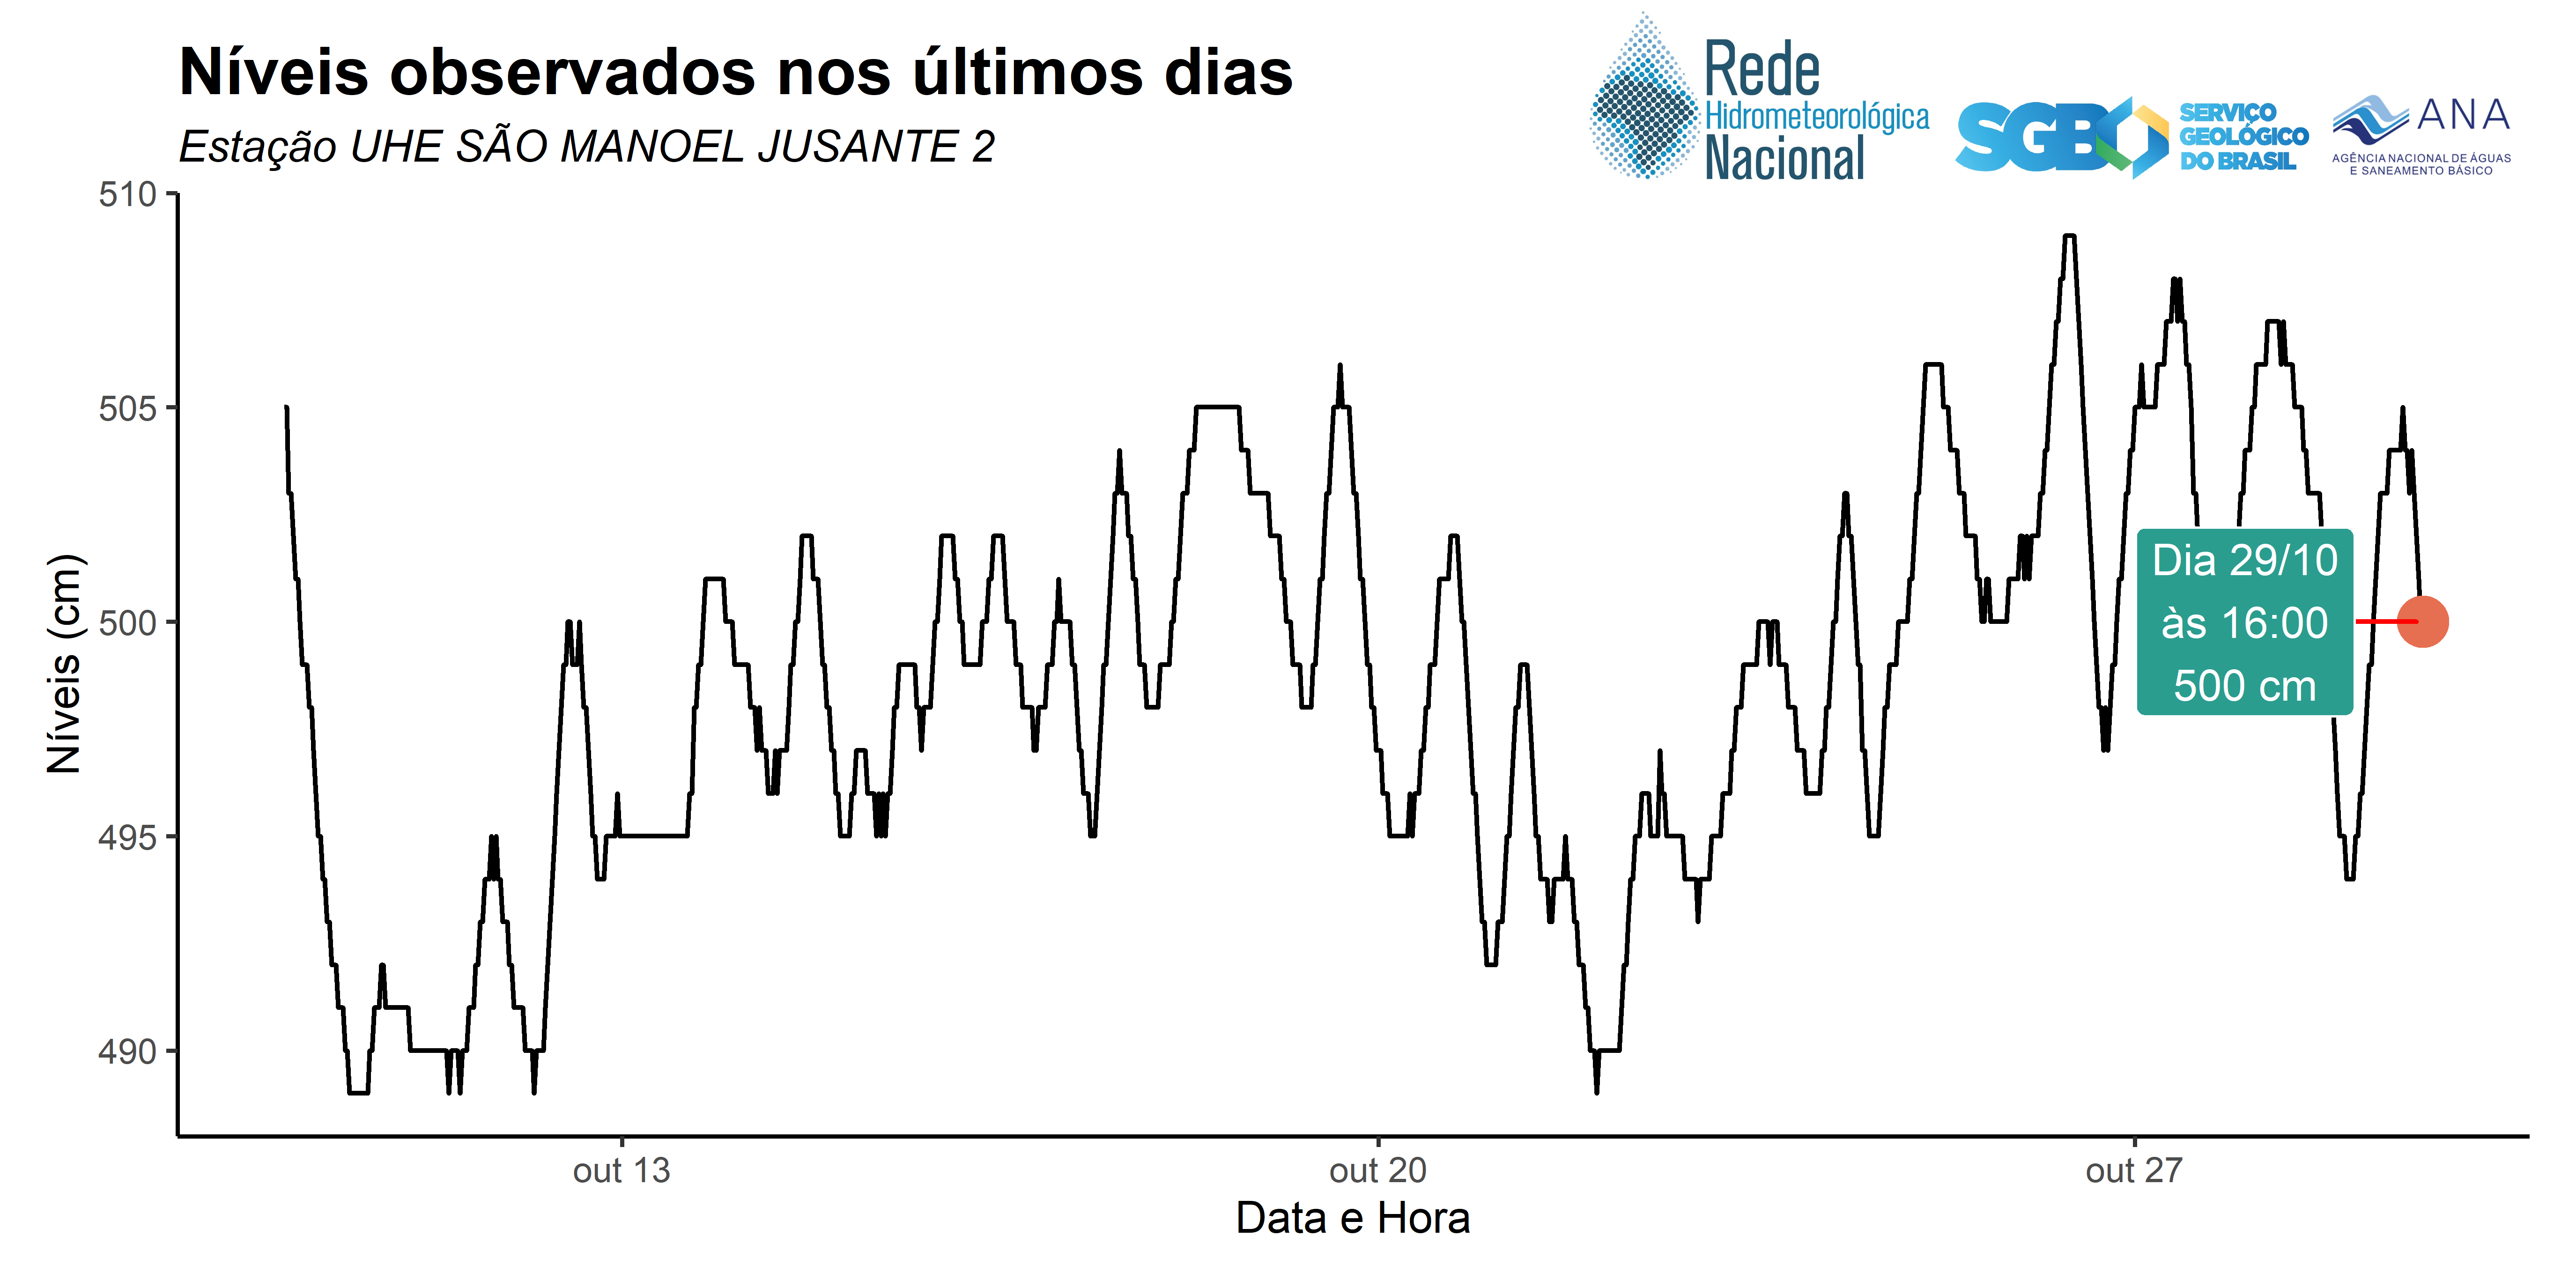 Níveis observados nos últimos dias
Estação UHE SÃO MANOEL JUSANTE 2
Rede
Hidrometeorológica
Nacional
SGB
SERVIÇO
GEOLÓGICO
DO BRASIL
ANA
AGÊNCIA NACIONAL DE ÁGUAS
E SANEAMENTO BÁSICO
Níveis (cm)
510
505
500
495
490
Dia 29/10
às 16:00
500 cm
out 13
out 20
out 27
Data e Hora